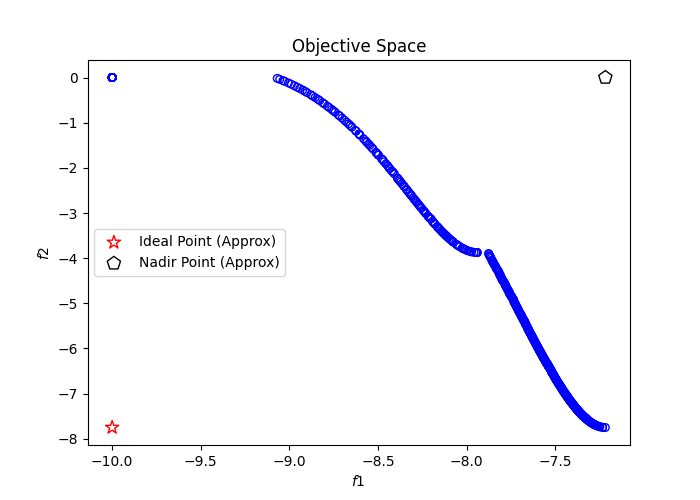 Objective Space
0
−1
−2
−3
−4
−5
−6
−7
−8
f2
Ideal Point (Approx)
Nadir Point (Approx)
−10.0 −9.5 −9.0 −8.5 −8.0 −7.5
f1